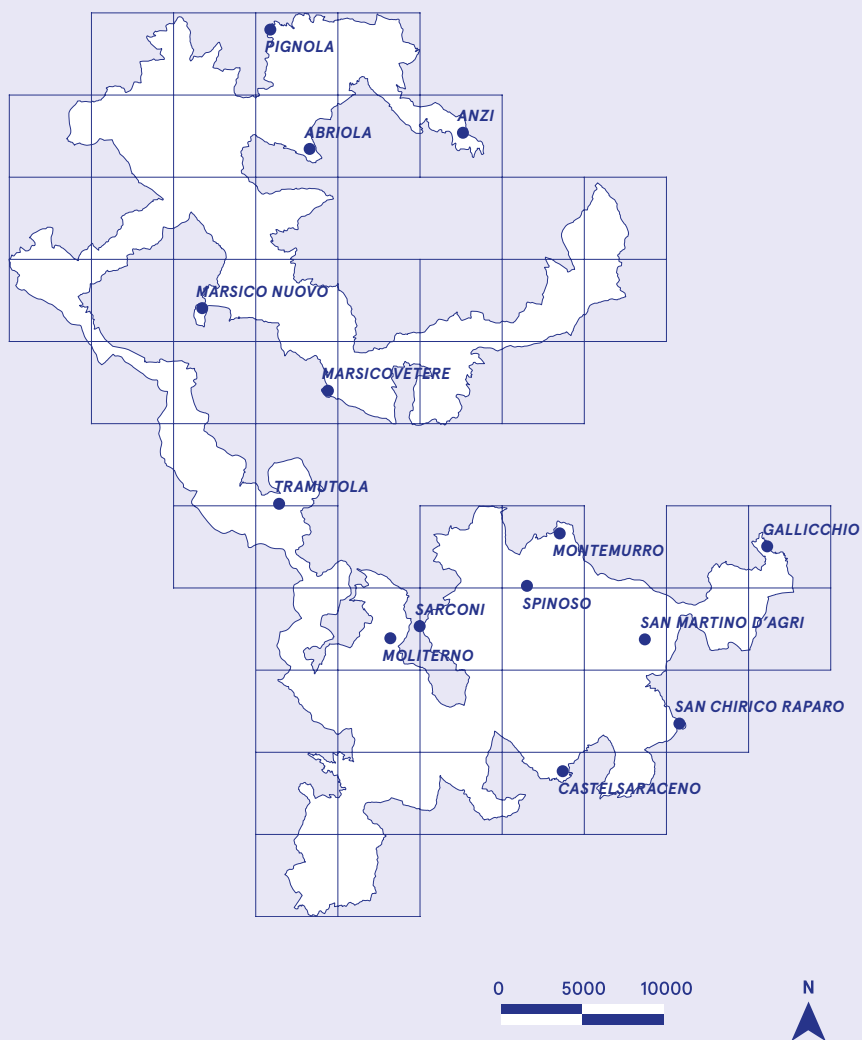 PIGNOLA
ANZI
ABRIOLA
MARSICO NUOVO
MARSICOVETERE
TRAMUTOLA
GALLICCHIO
MONTEMURRO
SPINOSO
SARCONI
SAN MARTINO D'AGRI
MOLITERNO
SAN CHIRICO RAPARO
CASTELSARACENO
0 5000 10000
N